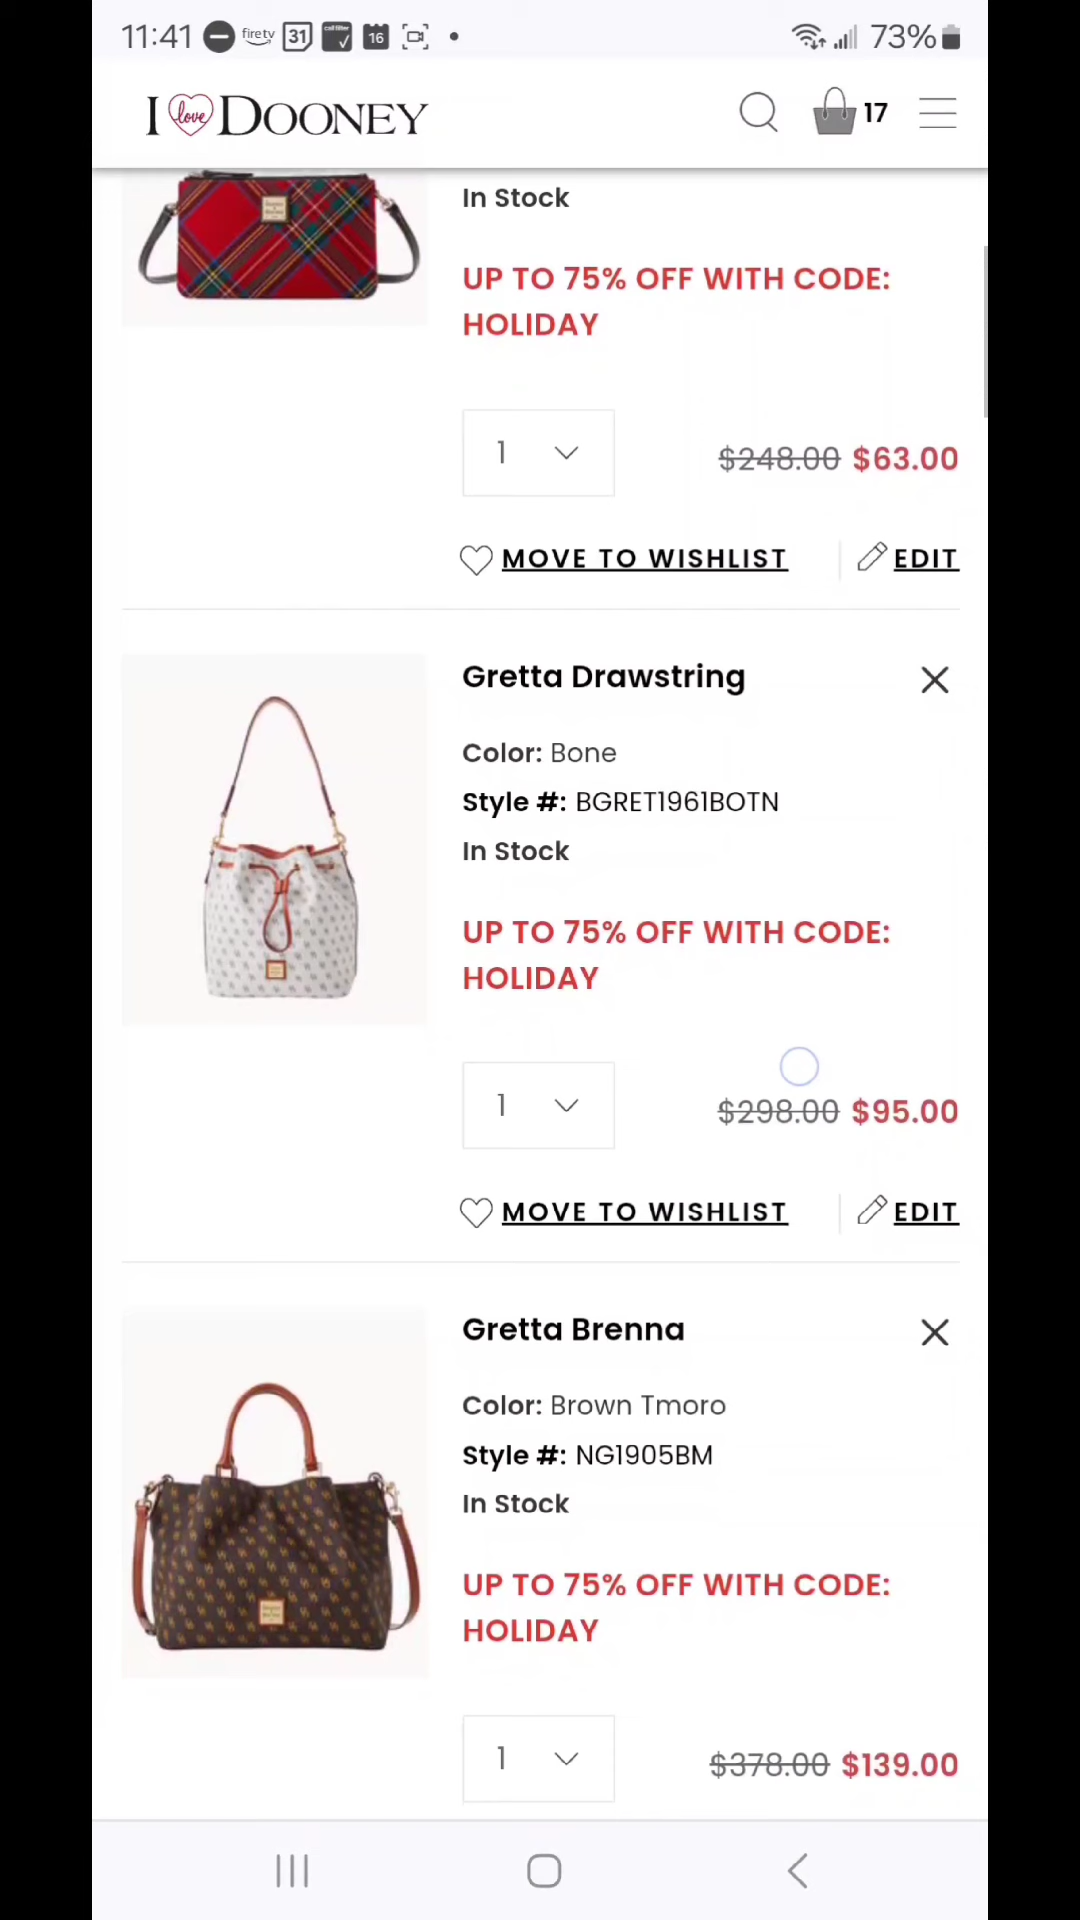 11:41 firetv 31 16 73%
I love DOONEY 17
In Stock
UP TO 75% OFF WITH CODE:
HOLIDAY
1 $248.00 $63.00
MOVE TO WISHLIST EDIT
Gretta Drawstring
Color: Bone
Style #: BGRET1961BOTN
In Stock
UP TO 75% OFF WITH CODE:
HOLIDAY
1 $298.00 $95.00
MOVE TO WISHLIST EDIT
Gretta Brenna
Color: Brown Tmoro
Style #: NG1905BM
In Stock
UP TO 75% OFF WITH CODE:
HOLIDAY
1 $378.00 $139.00